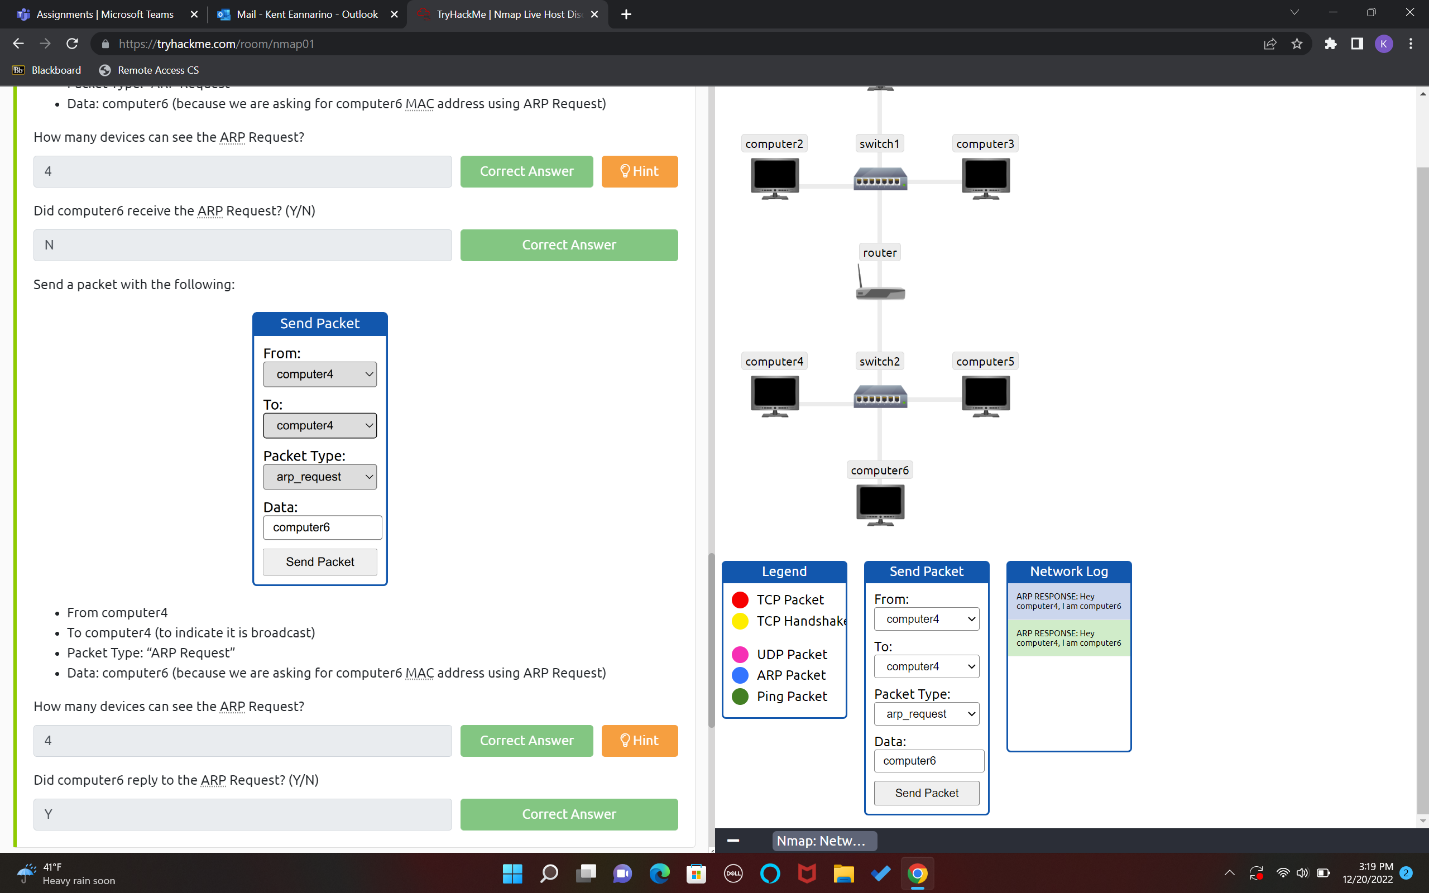 Assignments | Microsoft Teams
Mail - Kent Eannarino - Outlook
TryHackMe | Nmap Live Host Dis
https://tryhackme.com/room/nmap01
K
Bb Blackboard
Remote Access CS
Data: computer6 (because we are asking for computer6 MAC address using ARP Request)
How many devices can see the ARP Request?
4
Correct Answer
Hint
Did computer6 receive the ARP Request? (Y/N)
N
Correct Answer
Send a packet with the following:
Send Packet
From:
computer4
To:
computer4
Packet Type:
arp_request
Data:
computer6
Send Packet
From computer4
To computer4 (to indicate it is broadcast)
Packet Type: “ARP Request”
Data: computer6 (because we are asking for computer6 MAC address using ARP Request)
How many devices can see the ARP Request?
4
Correct Answer
Hint
Did computer6 reply to the ARP Request? (Y/N)
Y
Correct Answer
computer2
switch1
computer3
router
computer4
switch2
computer5
computer6
Legend
TCP Packet
TCP Handshake
UDP Packet
ARP Packet
Ping Packet
Send Packet
From:
computer4
To:
computer4
Packet Type:
arp_request
Data:
computer6
Send Packet
Network Log
ARP RESPONSE: Hey
computer4, I am computer6
ARP RESPONSE: Hey
computer4, I am computer6
Nmap: Netw...
41°F
Heavy rain soon
DELL
3:19 PM
12/20/2022
2